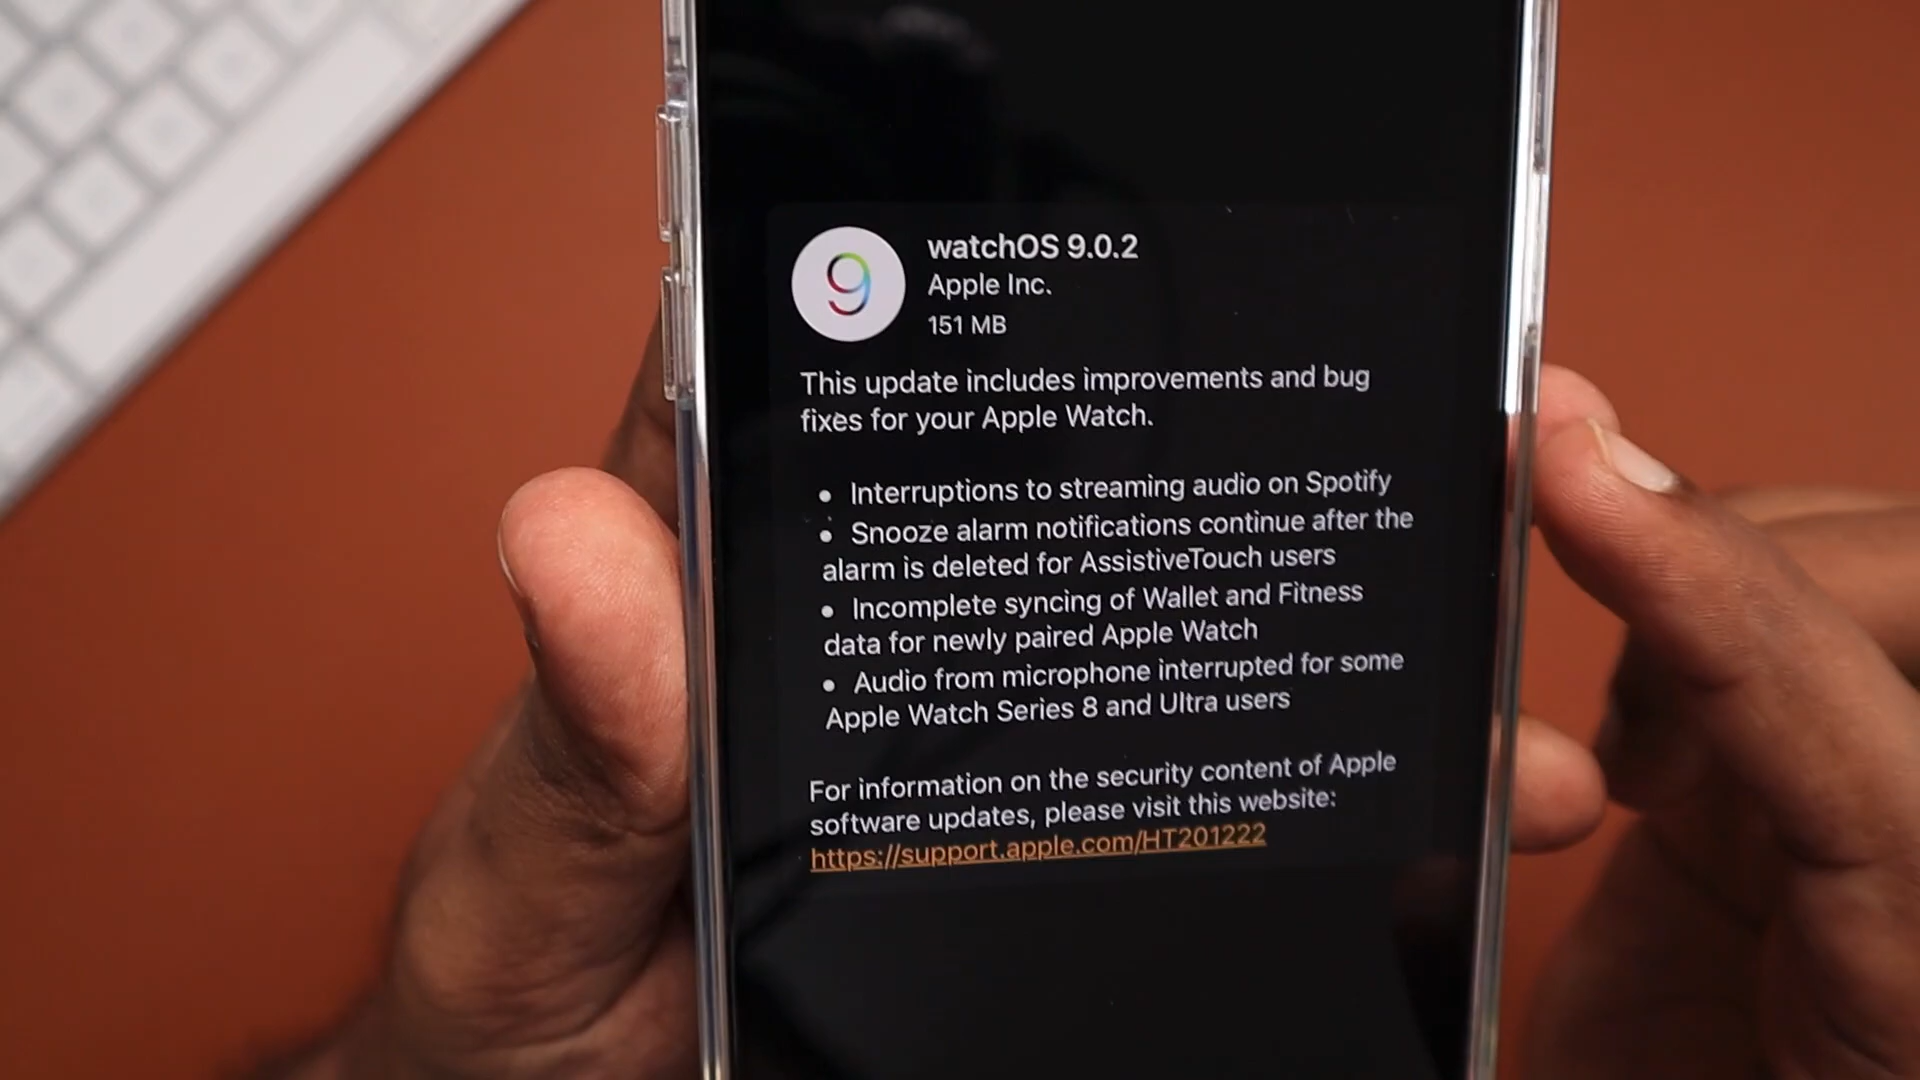 9
watchOS 9.0.2
Apple Inc.
151 MB
This update includes improvements and bug
fixes for your Apple Watch.
• Interruptions to streaming audio on Spotify
• Snooze alarm notifications continue after the
alarm is deleted for AssistiveTouch users
• Incomplete syncing of Wallet and Fitness
data for newly paired Apple Watch
• Audio from microphone interrupted for some
Apple Watch Series 8 and Ultra users
For information on the security content of Apple
software updates, please visit this website:
https://support.apple.com/HT201222